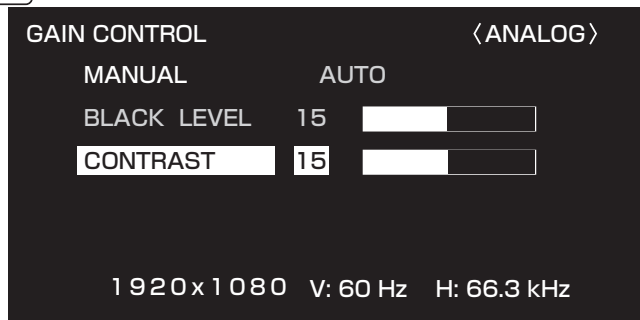 GAIN CONTROL 〈ANALOG〉
MANUAL AUTO
BLACK LEVEL 15
CONTRAST 15
1920x1080 V: 60 Hz H: 66.3 kHz